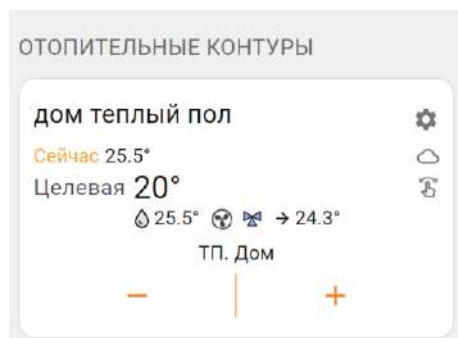 ОТОПИТЕЛЬНЫЕ КОНТУРЫ
дом теплый пол
Сейчас 25.5°
Целевая 20°
25.5° → 24.3°
ТП. Дом
− +